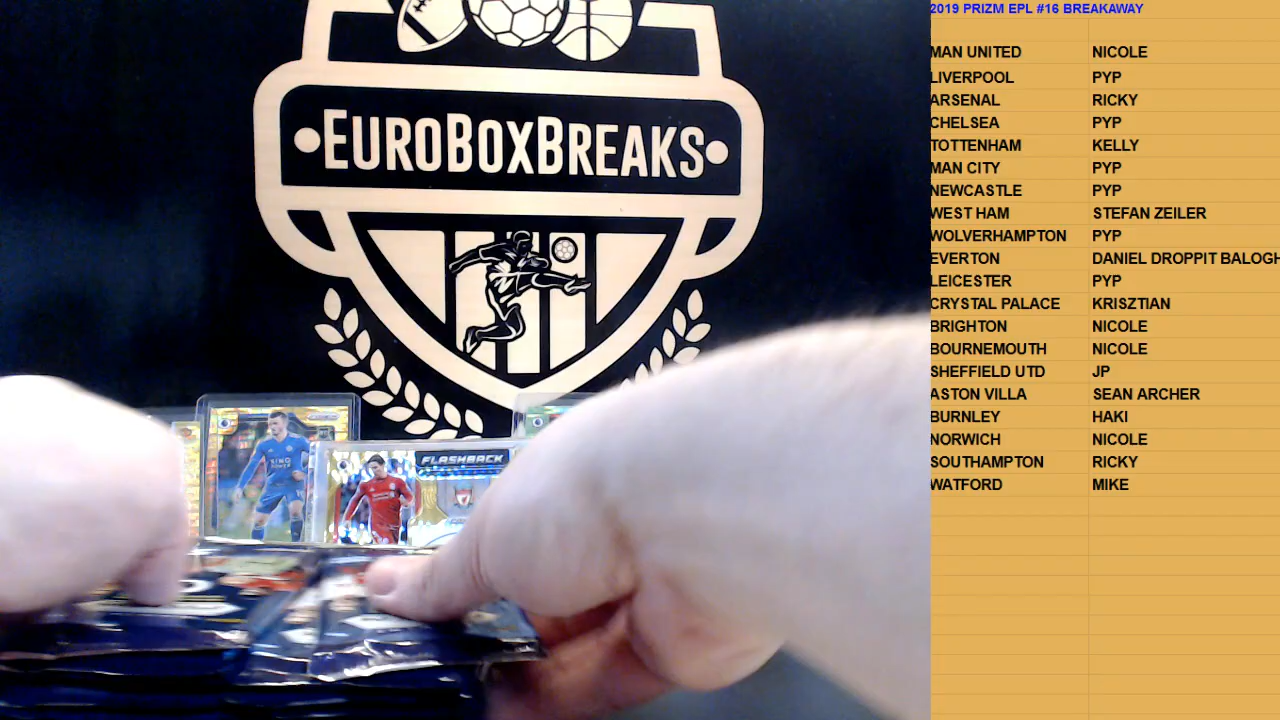 EUROBOXBREAKS
KING
POWER
FLASHBACK
2019 PRIZM EPL #16 BREAKAWAY
MAN UNITED NICOLE
LIVERPOOL PYP
ARSENAL RICKY
CHELSEA PYP
TOTTENHAM KELLY
MAN CITY PYP
NEWCASTLE PYP
WEST HAM STEFAN ZEILER
WOLVERHAMPTON PYP
EVERTON DANIEL DROPPIT BALOGH
LEICESTER PYP
CRYSTAL PALACE KRISZTIAN
BRIGHTON NICOLE
BOURNEMOUTH NICOLE
SHEFFIELD UTD JP
ASTON VILLA SEAN ARCHER
BURNLEY HAKI
NORWICH NICOLE
SOUTHAMPTON RICKY
WATFORD MIKE